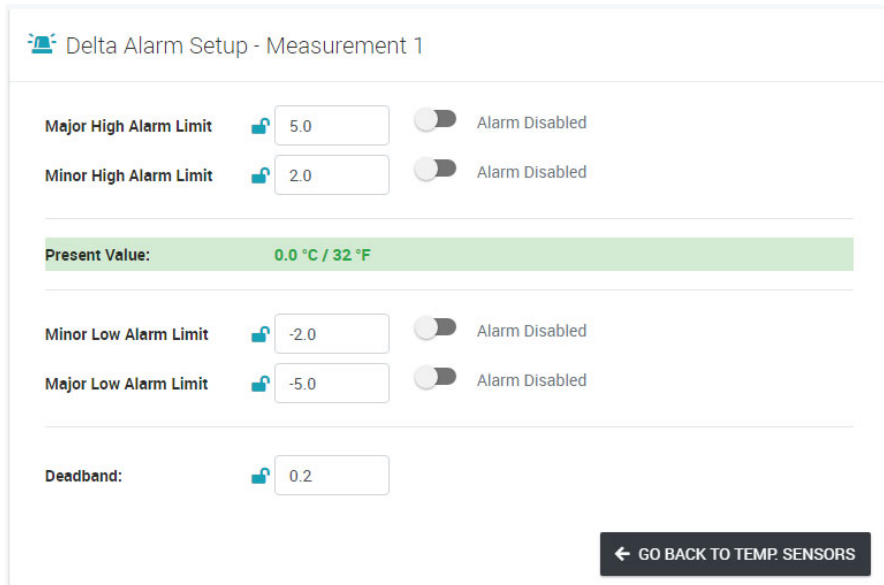 Delta Alarm Setup - Measurement 1
Major High Alarm Limit 5.0 Alarm Disabled
Minor High Alarm Limit 2.0 Alarm Disabled
Present Value: 0.0 °C / 32 °F
Minor Low Alarm Limit -2.0 Alarm Disabled
Major Low Alarm Limit -5.0 Alarm Disabled
Deadband: 0.2
GO BACK TO TEMP. SENSORS